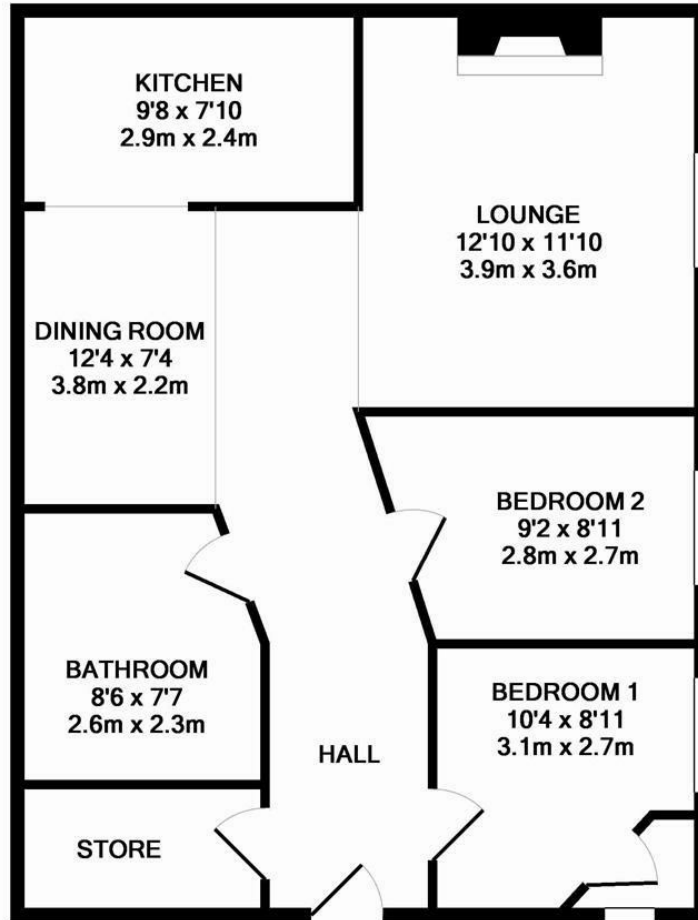 KITCHEN
9'8 x 7'10
2.9m x 2.4m
LOUNGE
12'10 x 11'10
3.9m x 3.6m
DINING ROOM
12'4 x 7'4
3.8m x 2.2m
BEDROOM 2
9'2 x 8'11
2.8m x 2.7m
BATHROOM
8'6 x 7'7
2.6m x 2.3m
BEDROOM 1
10'4 x 8'11
3.1m x 2.7m
HALL
STORE